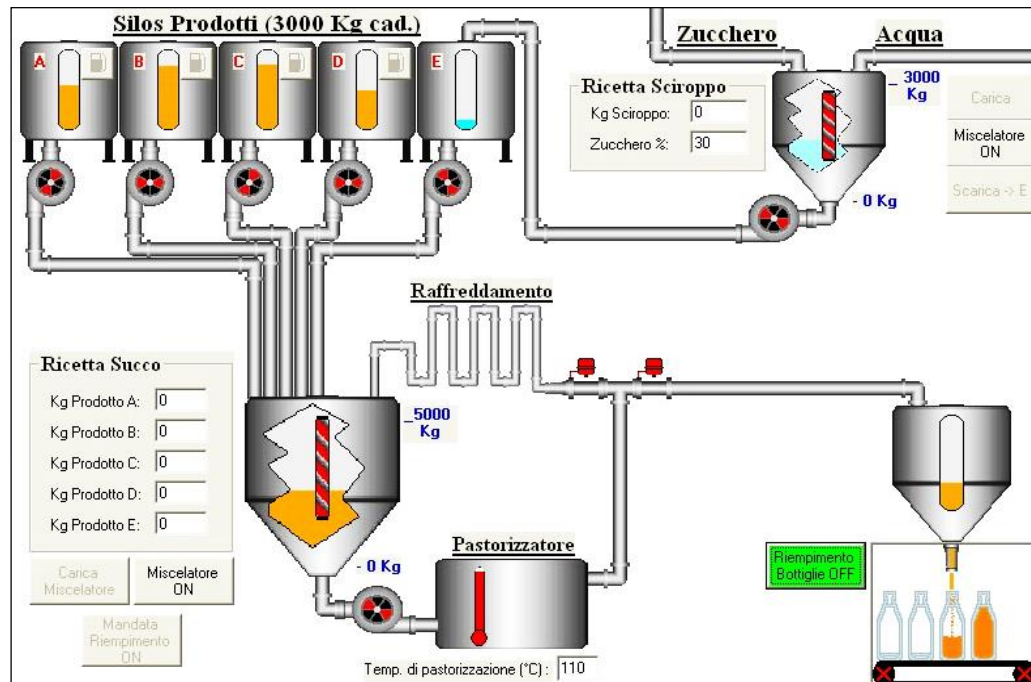 Silos Prodotti (3000 Kg cad.)
A
B
C
D
E
Zucchero
Acqua
Ricetta Sciroppo
Kg Sciroppo: 0
Zucchero %: 30
_ 3000
Kg
- 0 Kg
Carica
Miscelatore
ON
Scarica -> E
Raffreddamento
Ricetta Succo
Kg Prodotto A: 0
Kg Prodotto B: 0
Kg Prodotto C: 0
Kg Prodotto D: 0
Kg Prodotto E: 0
_5000
Kg
- 0 Kg
Carica
Miscelatore
Miscelatore
ON
Mandata
Riempimento
ON
Pastorizzatore
Temp. di pastorizzazione (°C) : 110
Riempimento
Bottiglie OFF